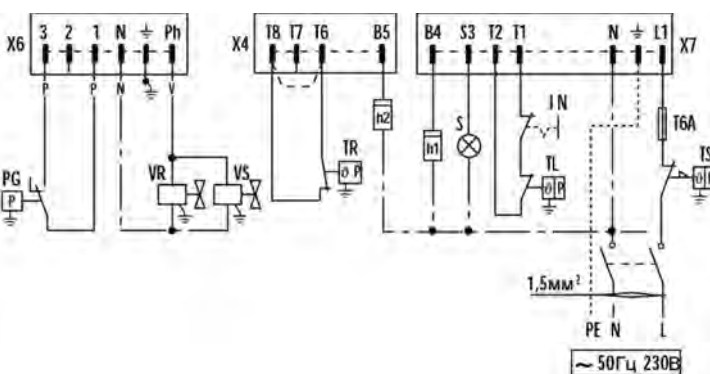 3 2 1 N Ph
X6
P P N V
PG
P
VR VS
T8 T7 T6 B5
X4
h2
TR
ϑ P
B4 S3 T2 T1 N L1
X7
h1
S
IN
T6A
TL
ϑ P
TS
1,5мм²
PE N L
~ 50Гц 230В